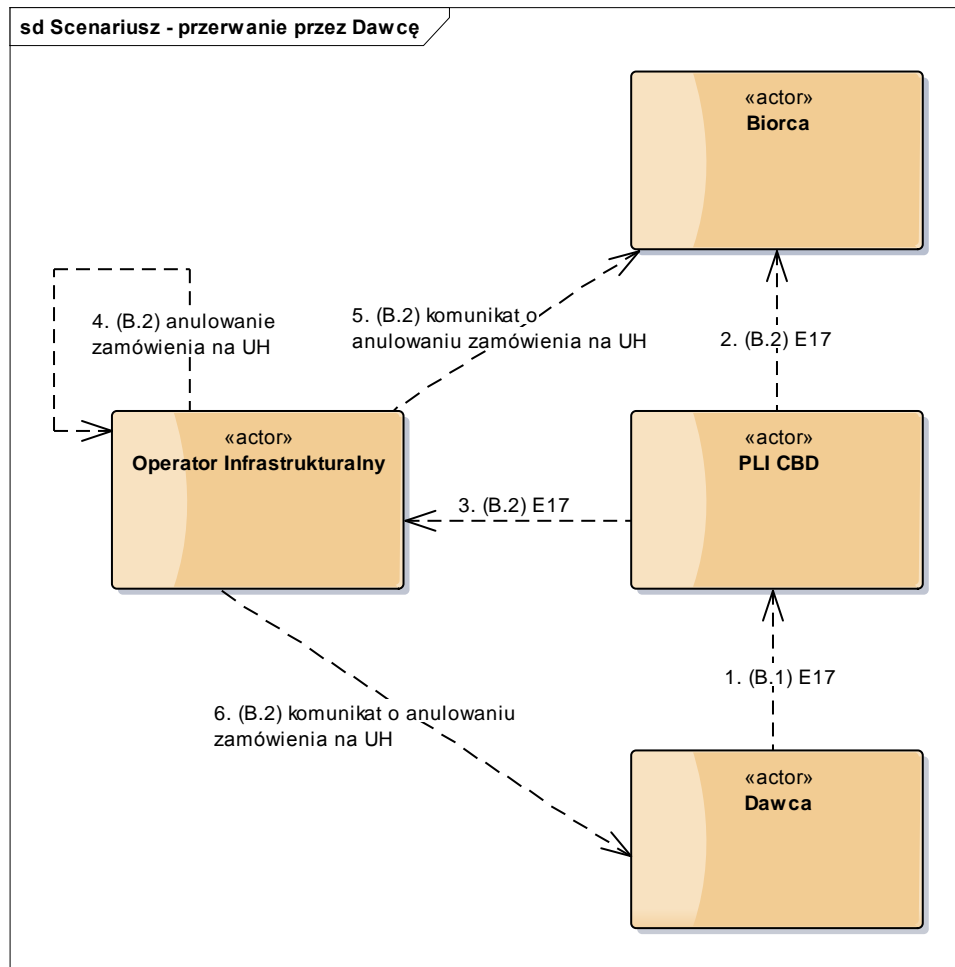 sd Scenariusz - przerwanie przez Dawcę
«actor»
Biorca
4. (B.2) anulowanie
zamówienia na UH
5. (B.2) komunikat o
anulowaniu zamówienia na UH
2. (B.2) E17
«actor»
Operator Infrastrukturalny
«actor»
PLI CBD
3. (B.2) E17
1. (B.1) E17
6. (B.2) komunikat o anulowaniu
zamówienia na UH
«actor»
Dawca